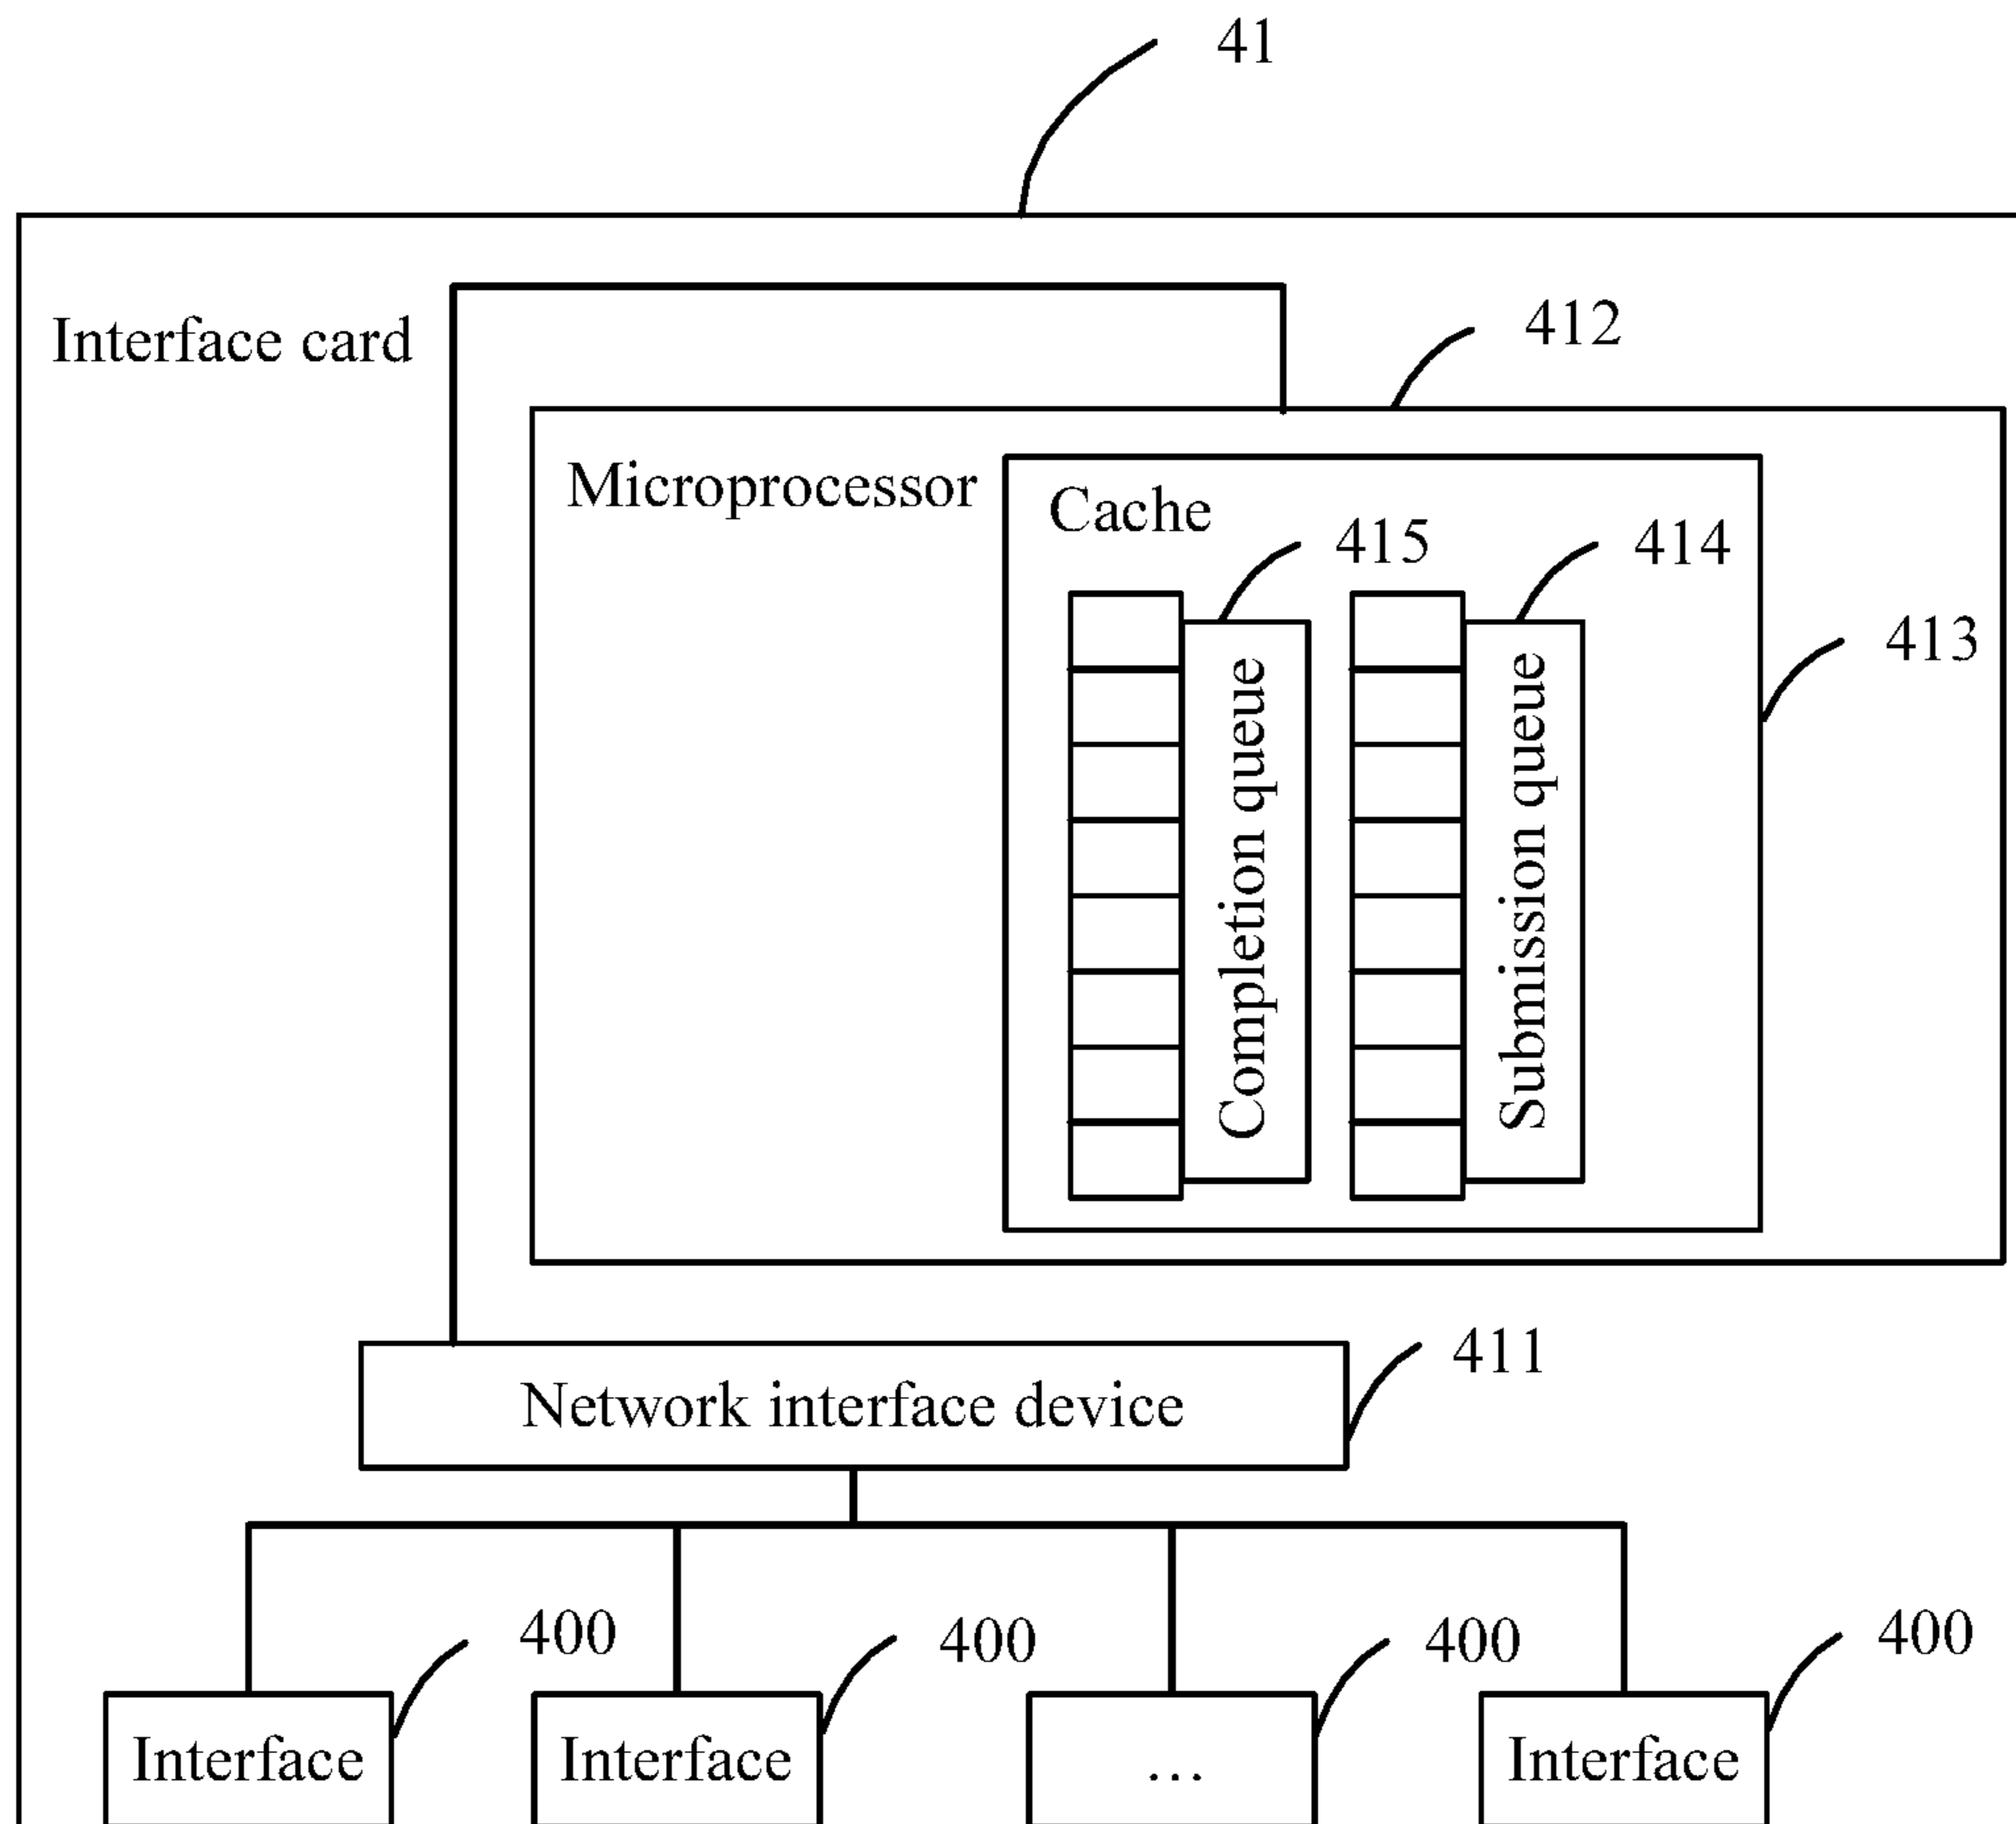 41
Interface card
412
Microprocessor
Cache
415
414
413
Completion queue
Submission queue
411
Network interface device
400
400
400
400
Interface
Interface
...
Interface